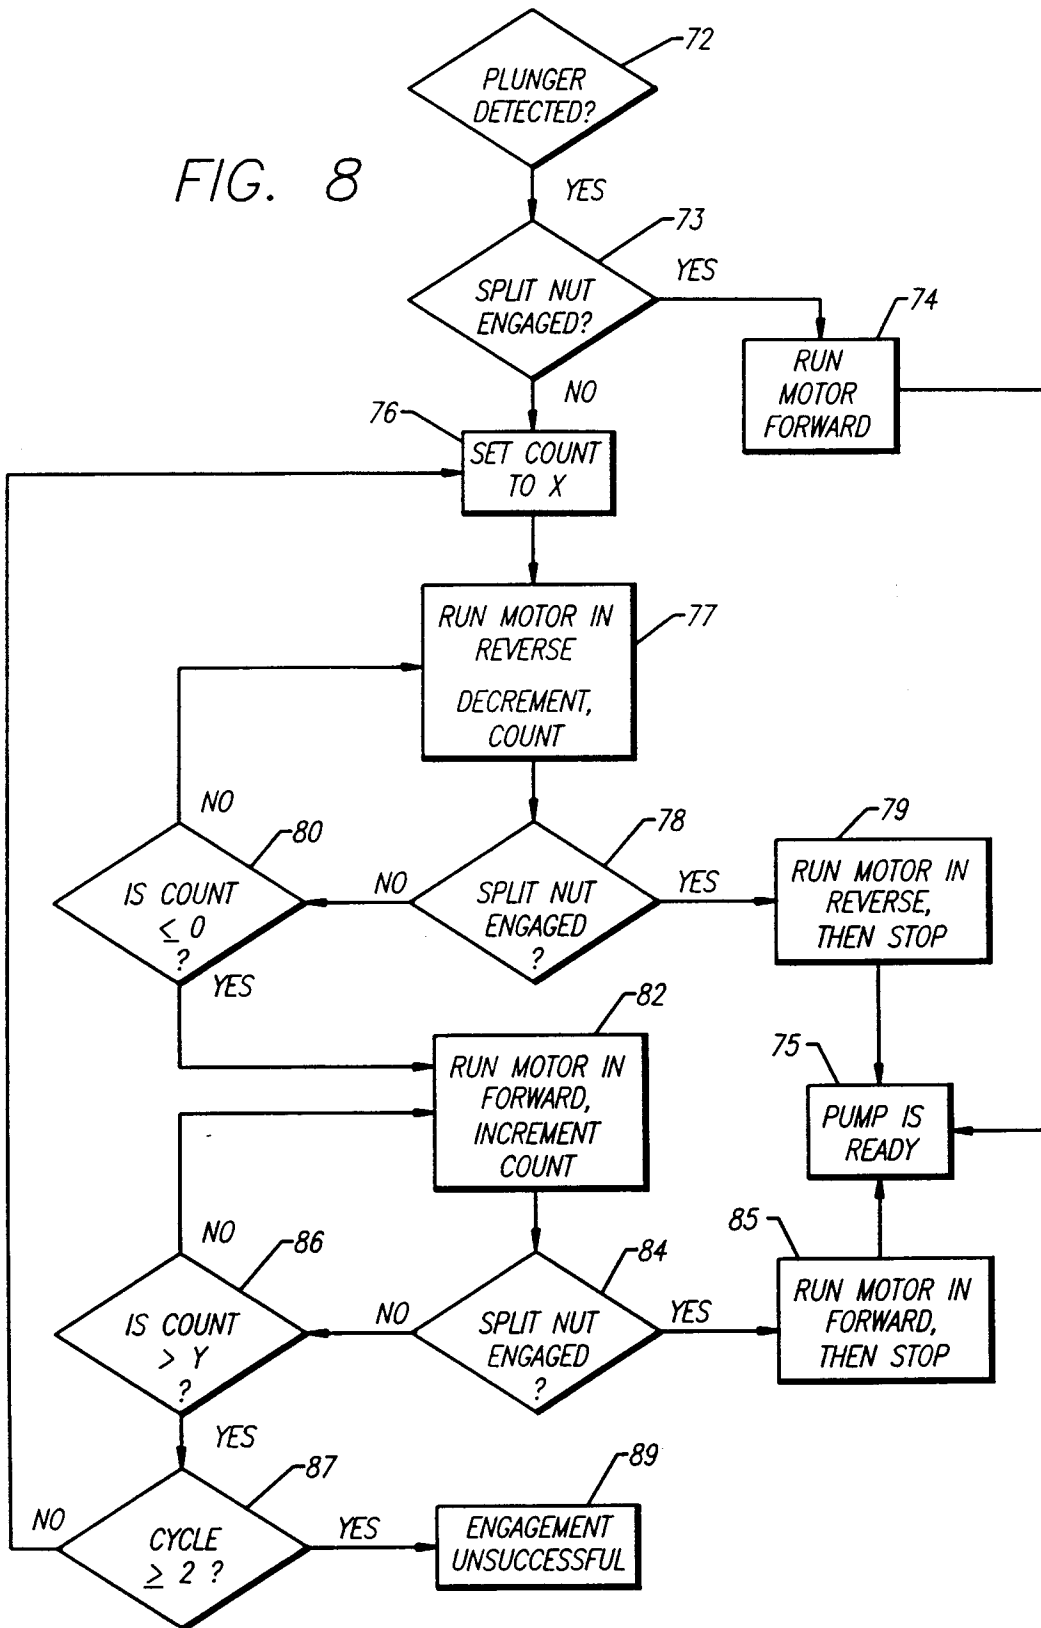 72
PLUNGER
DETECTED?
FIG. 8
YES
73
SPLIT NUT
ENGAGED?
YES
74
RUN
MOTOR
FORWARD
NO
76
SET COUNT
TO X
RUN MOTOR IN
REVERSE
DECREMENT,
COUNT
77
NO
80
IS COUNT
≤ 0
?
NO
78
SPLIT NUT
ENGAGED
?
YES
79
RUN MOTOR IN
REVERSE,
THEN STOP
YES
82
RUN MOTOR IN
FORWARD,
INCREMENT
COUNT
75
PUMP IS
READY
NO
86
IS COUNT
> Y
?
NO
84
SPLIT NUT
ENGAGED
?
YES
85
RUN MOTOR IN
FORWARD,
THEN STOP
YES
87
NO
CYCLE
≥ 2 ?
YES
89
ENGAGEMENT
UNSUCCESSFUL